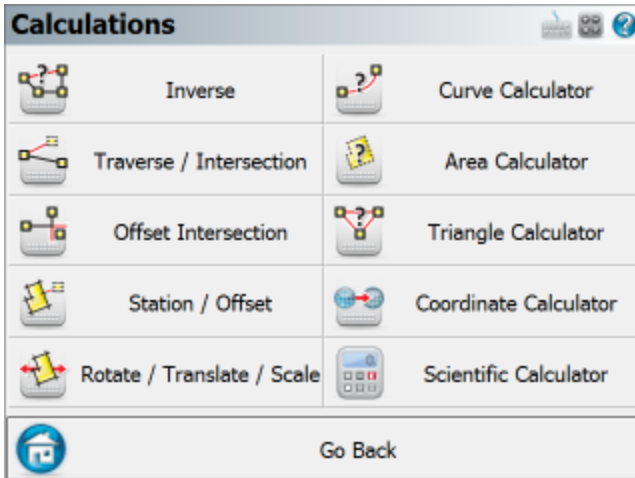 Calculations
Inverse
Curve Calculator
Traverse / Intersection
Area Calculator
Offset Intersection
Triangle Calculator
Station / Offset
Coordinate Calculator
Rotate / Translate / Scale
Scientific Calculator
Go Back